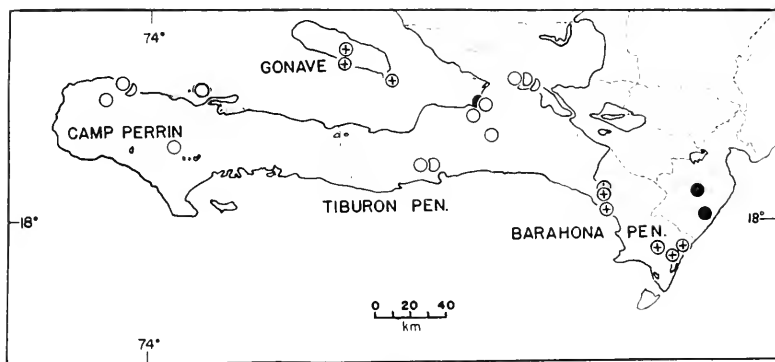 74°
GONAVE
CAMP PERRIN
TIBURON PEN.
18°
BARAHONA PEN.
18°
0 20 40
km
74°